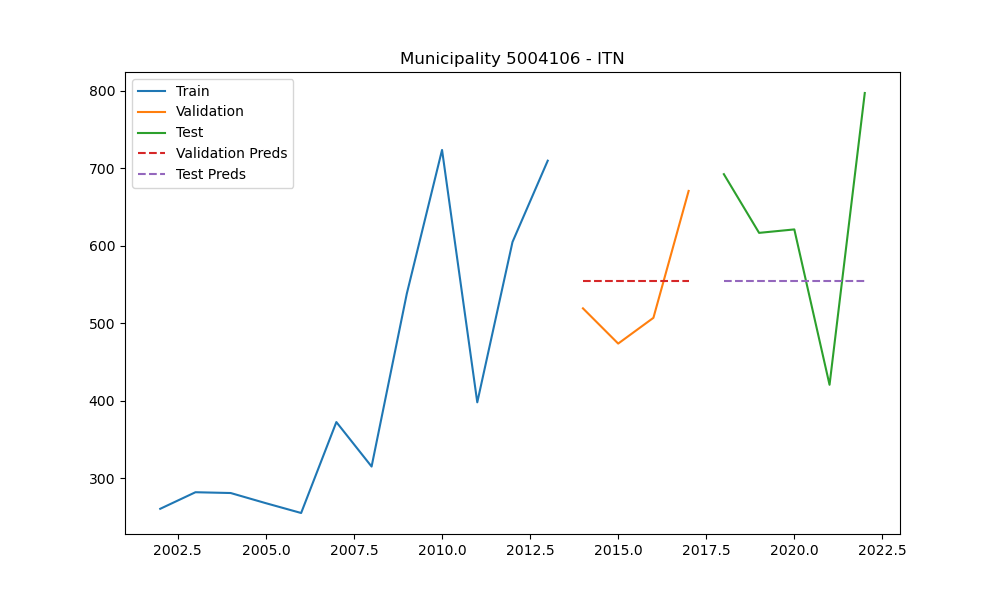 Municipality 5004106 - ITN
Train
Validation
Test
Validation Preds
Test Preds
800
700
600
500
400
300
2002.5 2005.0 2007.5 2010.0 2012.5 2015.0 2017.5 2020.0 2022.5